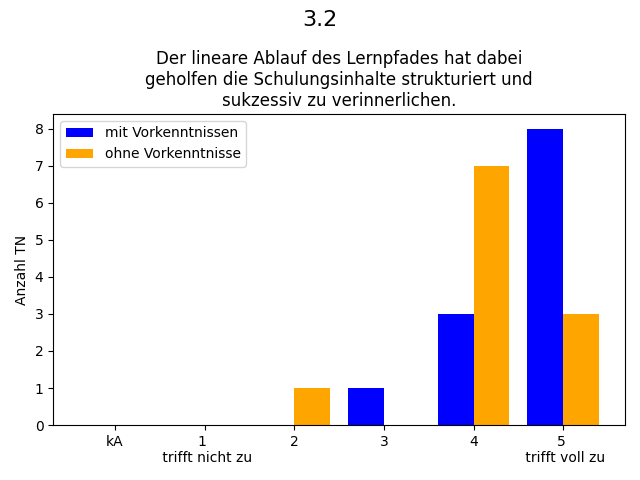 3.2
Der lineare Ablauf des Lernpfades hat dabei
geholfen die Schulungsinhalte strukturiert und
sukzessiv zu verinnerlichen.
mit Vorkenntnissen
ohne Vorkenntnisse
Anzahl TN
8
7
6
5
4
3
2
1
0
kA 1 2 3 4 5
trifft nicht zu trifft voll zu